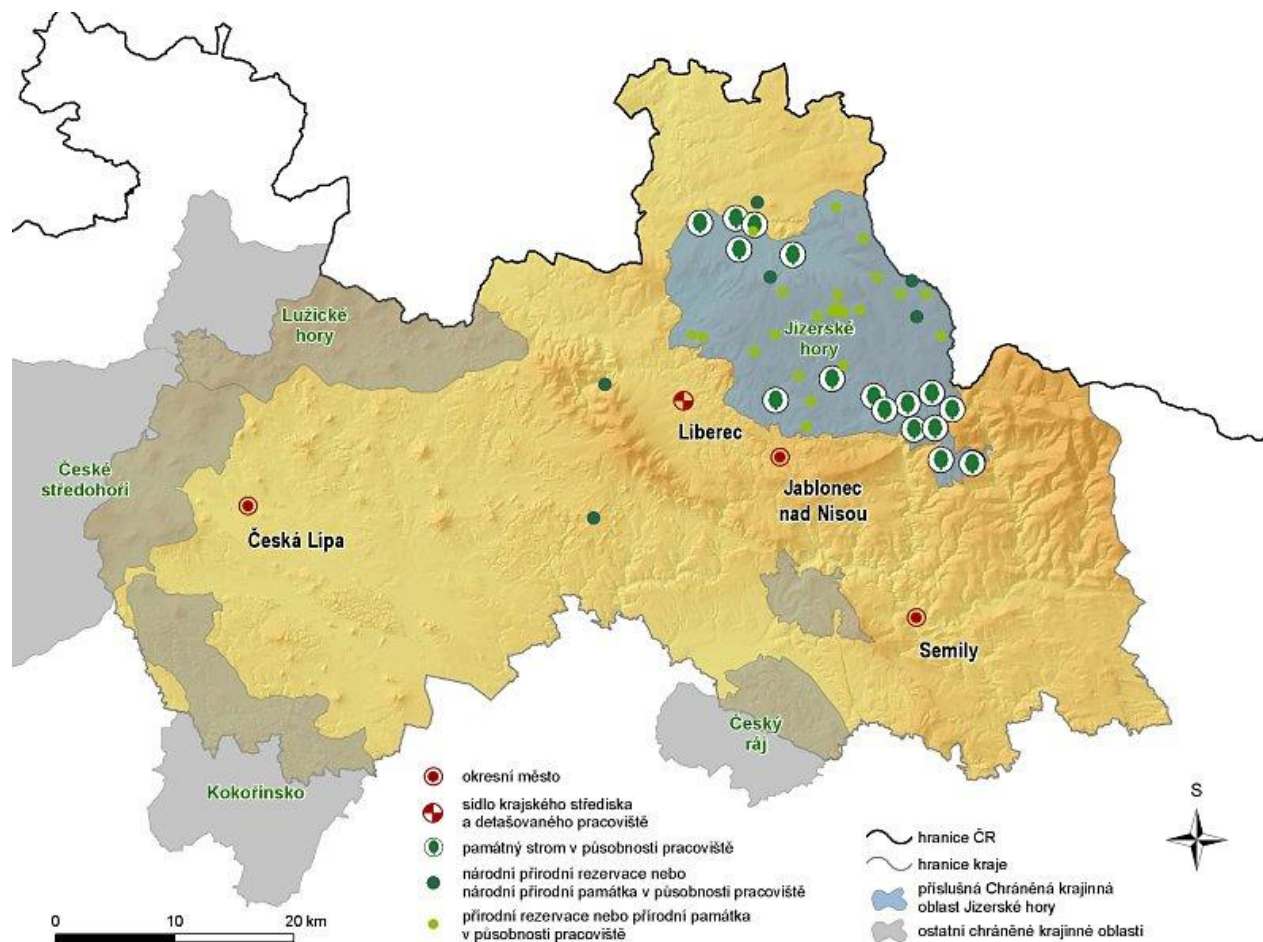 Lužické
hory
Jizerské
hory
Liberec
České
středohoří
Jablonec
nad Nisou
Česká Lípa
Semily
Český
ráj
Kokořínsko
okresní město
sídlo krajského střediska
a detašovaného pracoviště
památný strom v působnosti pracoviště
národní přírodní rezervace nebo
národní přírodní památka v působnosti pracoviště
přírodní rezervace nebo přírodní památka
v působnosti pracoviště
S
hranice ČR
hranice kraje
příslušná Chráněná krajinná
oblast Jizerské hory
ostatní chráněné krajinné oblasti
0 10 20 km